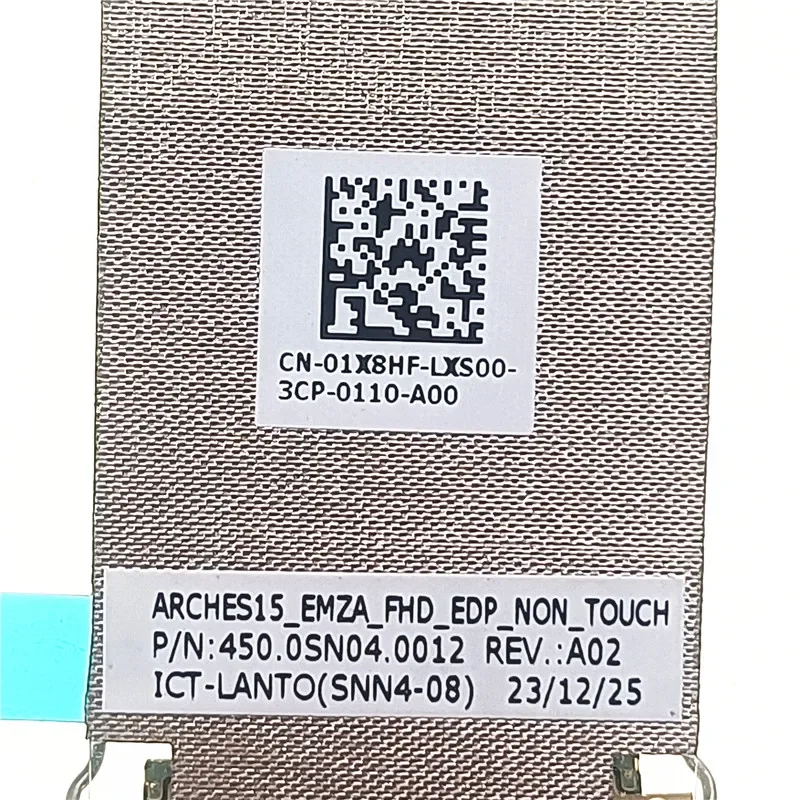 CN-01X8HF-LXS00-
3CP-0110-A00
ARCHES15_EMZA_FHD_EDP_NON_TOUCH
P/N:450.0SN04.0012 REV.:A02
ICT-LANTO(SNN4-08) 23/12/25